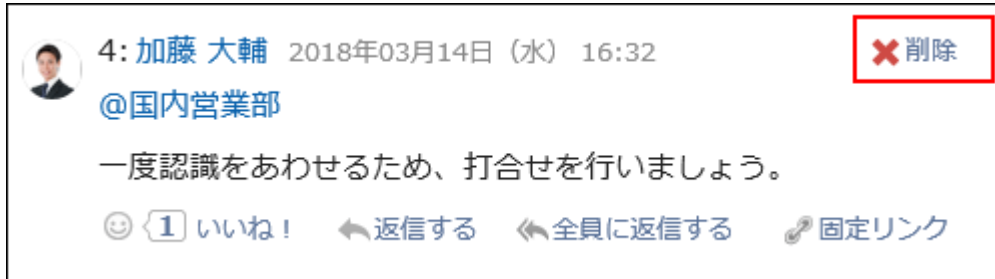 4: 加藤 大輔 2018年03月14日（水） 16:32 削除
@国内営業部
一度認識をあわせるため、打合せを行いましょう。
1 いいね！ 返信する 全員に返信する 固定リンク